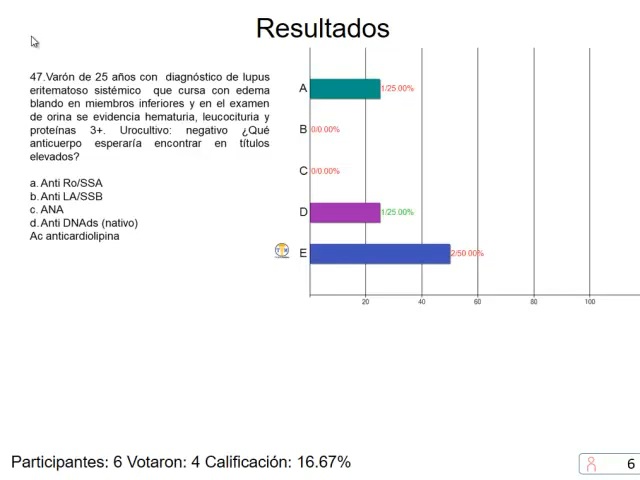 Resultados
47.Varón de 25 años con diagnóstico de lupus
eritematoso sistémico que cursa con edema
blando en miembros inferiores y en el examen
de orina se evidencia hematuria, leucocituria y
proteínas 3+. Urocultivo: negativo ¿Qué
anticuerpo esperaría encontrar en títulos
elevados?
a. Anti Ro/SSA
b. Anti LA/SSB
c. ANA
d. Anti DNAds (nativo)
Ac anticardiolipina
A 1/25.00%
B 0/0.00%
C 0/0.00%
D 1/25.00%
E 2/50.00%
20 40 60 80 100
Participantes: 6 Votaron: 4 Calificación: 16.67%
6